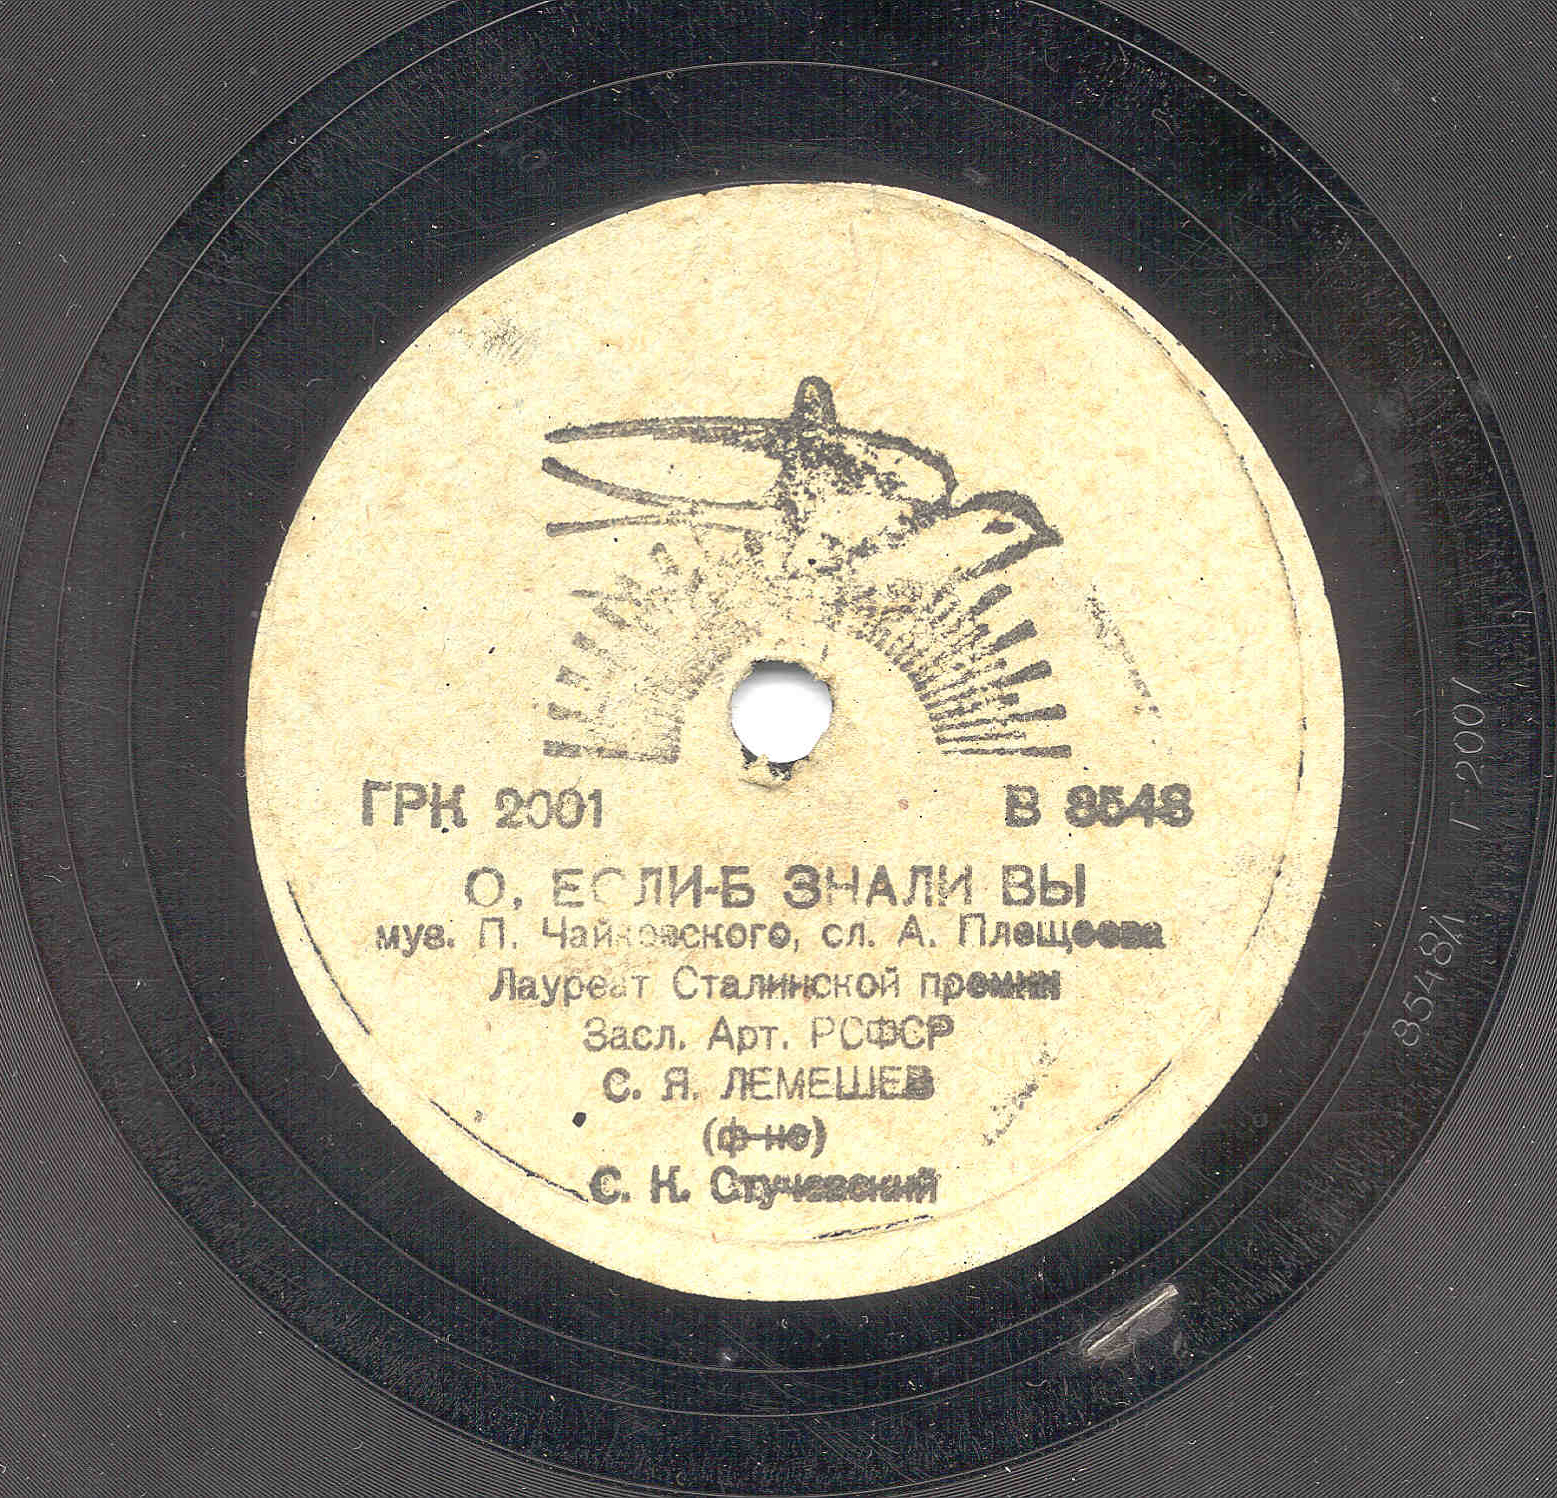 ГРК 2001 В 8548
О, ЕСЛИ-Б ЗНАЛИ ВЫ
муз. П. Чайковского, сл. А. Плещеева
Лауреат Сталинской премии
Засл. Арт. РСФСР
С. Я. ЛЕМЕШЕВ
(ф-но)
С. К. Стучевский
8548/1 Г-2001